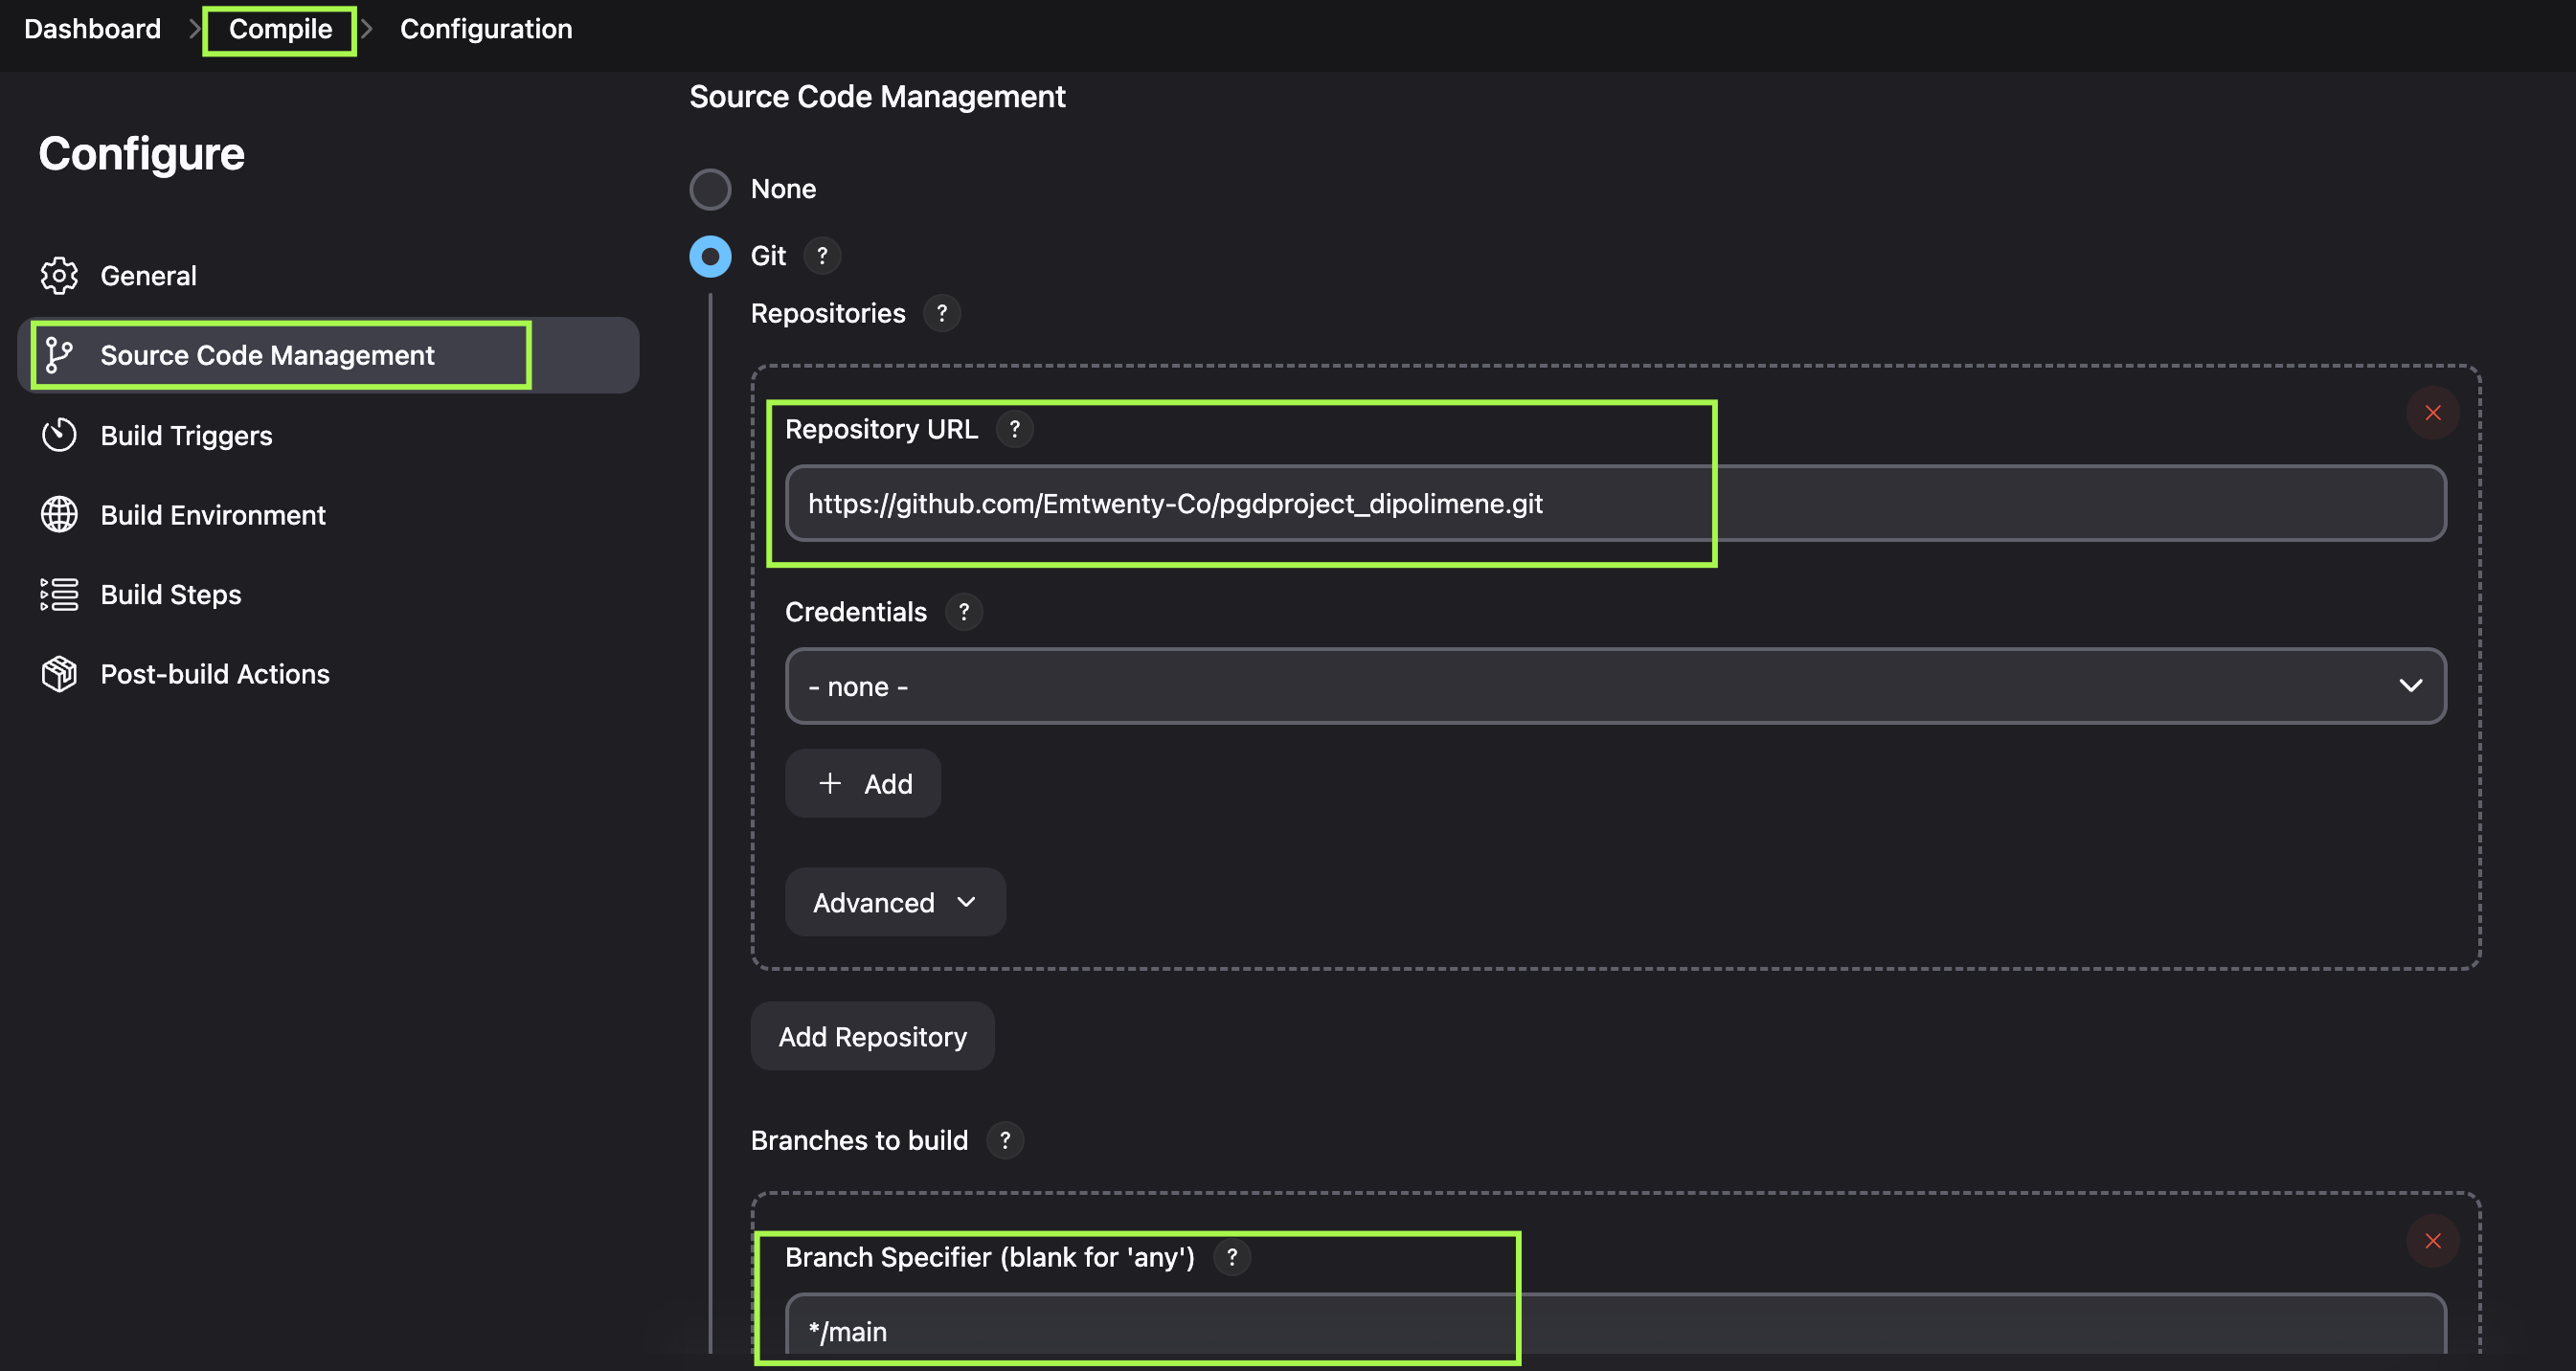 Dashboard > Compile > Configuration
Configure
General
Source Code Management
Build Triggers
Build Environment
Build Steps
Post-build Actions
Source Code Management
None
Git ?
Repositories ?
Repository URL ?
https://github.com/Emtwenty-Co/pgdproject_dipolimene.git
Credentials ?
- none -
+ Add
Advanced
Add Repository
Branches to build ?
Branch Specifier (blank for 'any') ?
*/main